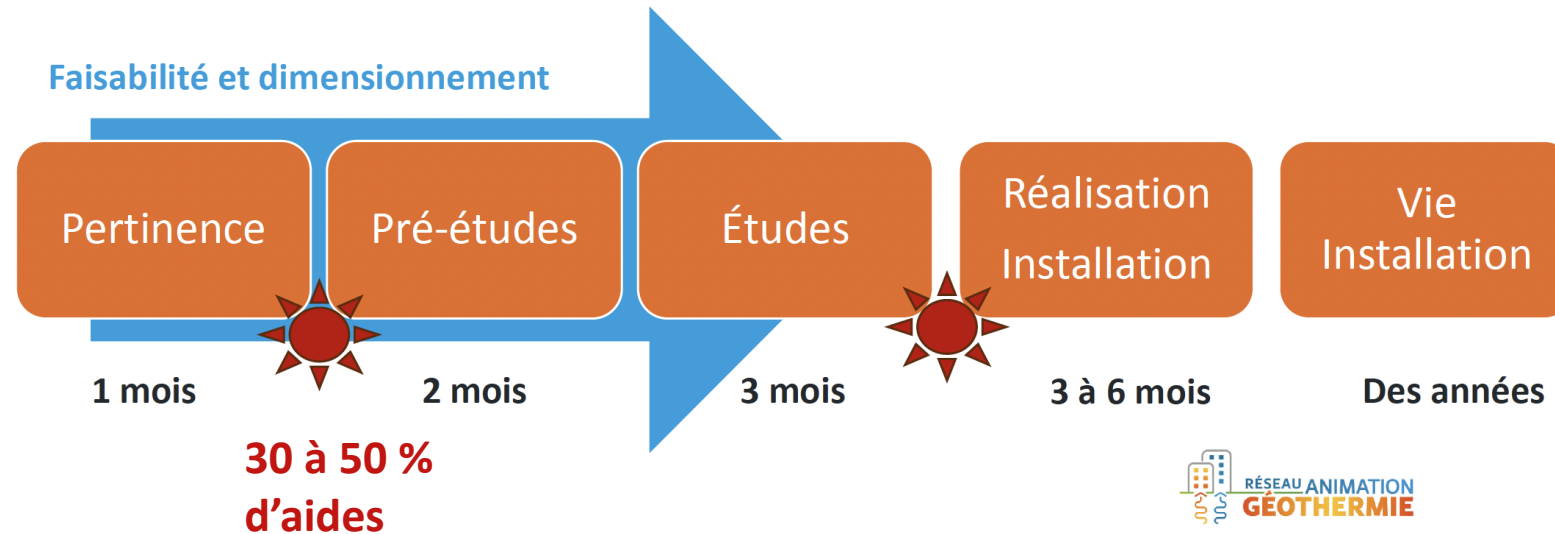 Faisabilité et dimensionnement
Pertinence
Pré-études
Études
Réalisation
Installation
Vie
Installation
1 mois
2 mois
3 mois
3 à 6 mois
Des années
30 à 50 %
d’aides
RÉSEAU ANIMATION
GÉOTHERMIE